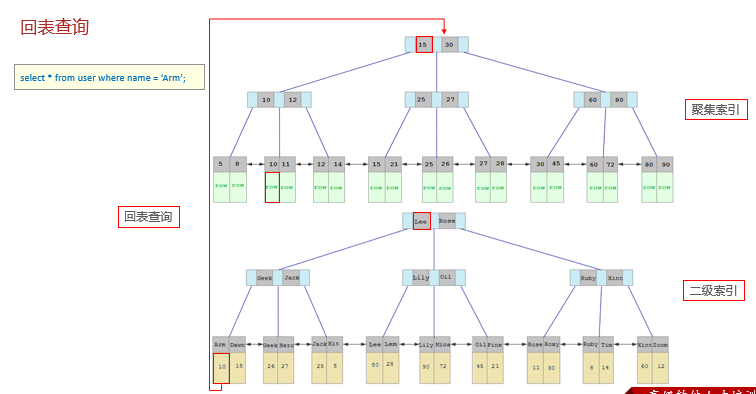 回表查询
select * from user where name = ‘Arm’;
15 30
10 12
25 27
60 80
聚集索引
5 8 10 11 12 14 15 21 25 26 27 28 30 45 60 72 80 90
row row row row row row row row row row row row row row row row row row
回表查询
Lee Rose
Geek Jack
Lily Oil
Ruby Xint
二级索引
Arm Dawn Geek Hero Jack Kit Lee Lem Lily Mina Oil Pine Rose Roxy Ruby Tim Xint Zoom
10 15 26 27 25 5 80 28 90 72 45 21 11 30 8 14 60 12